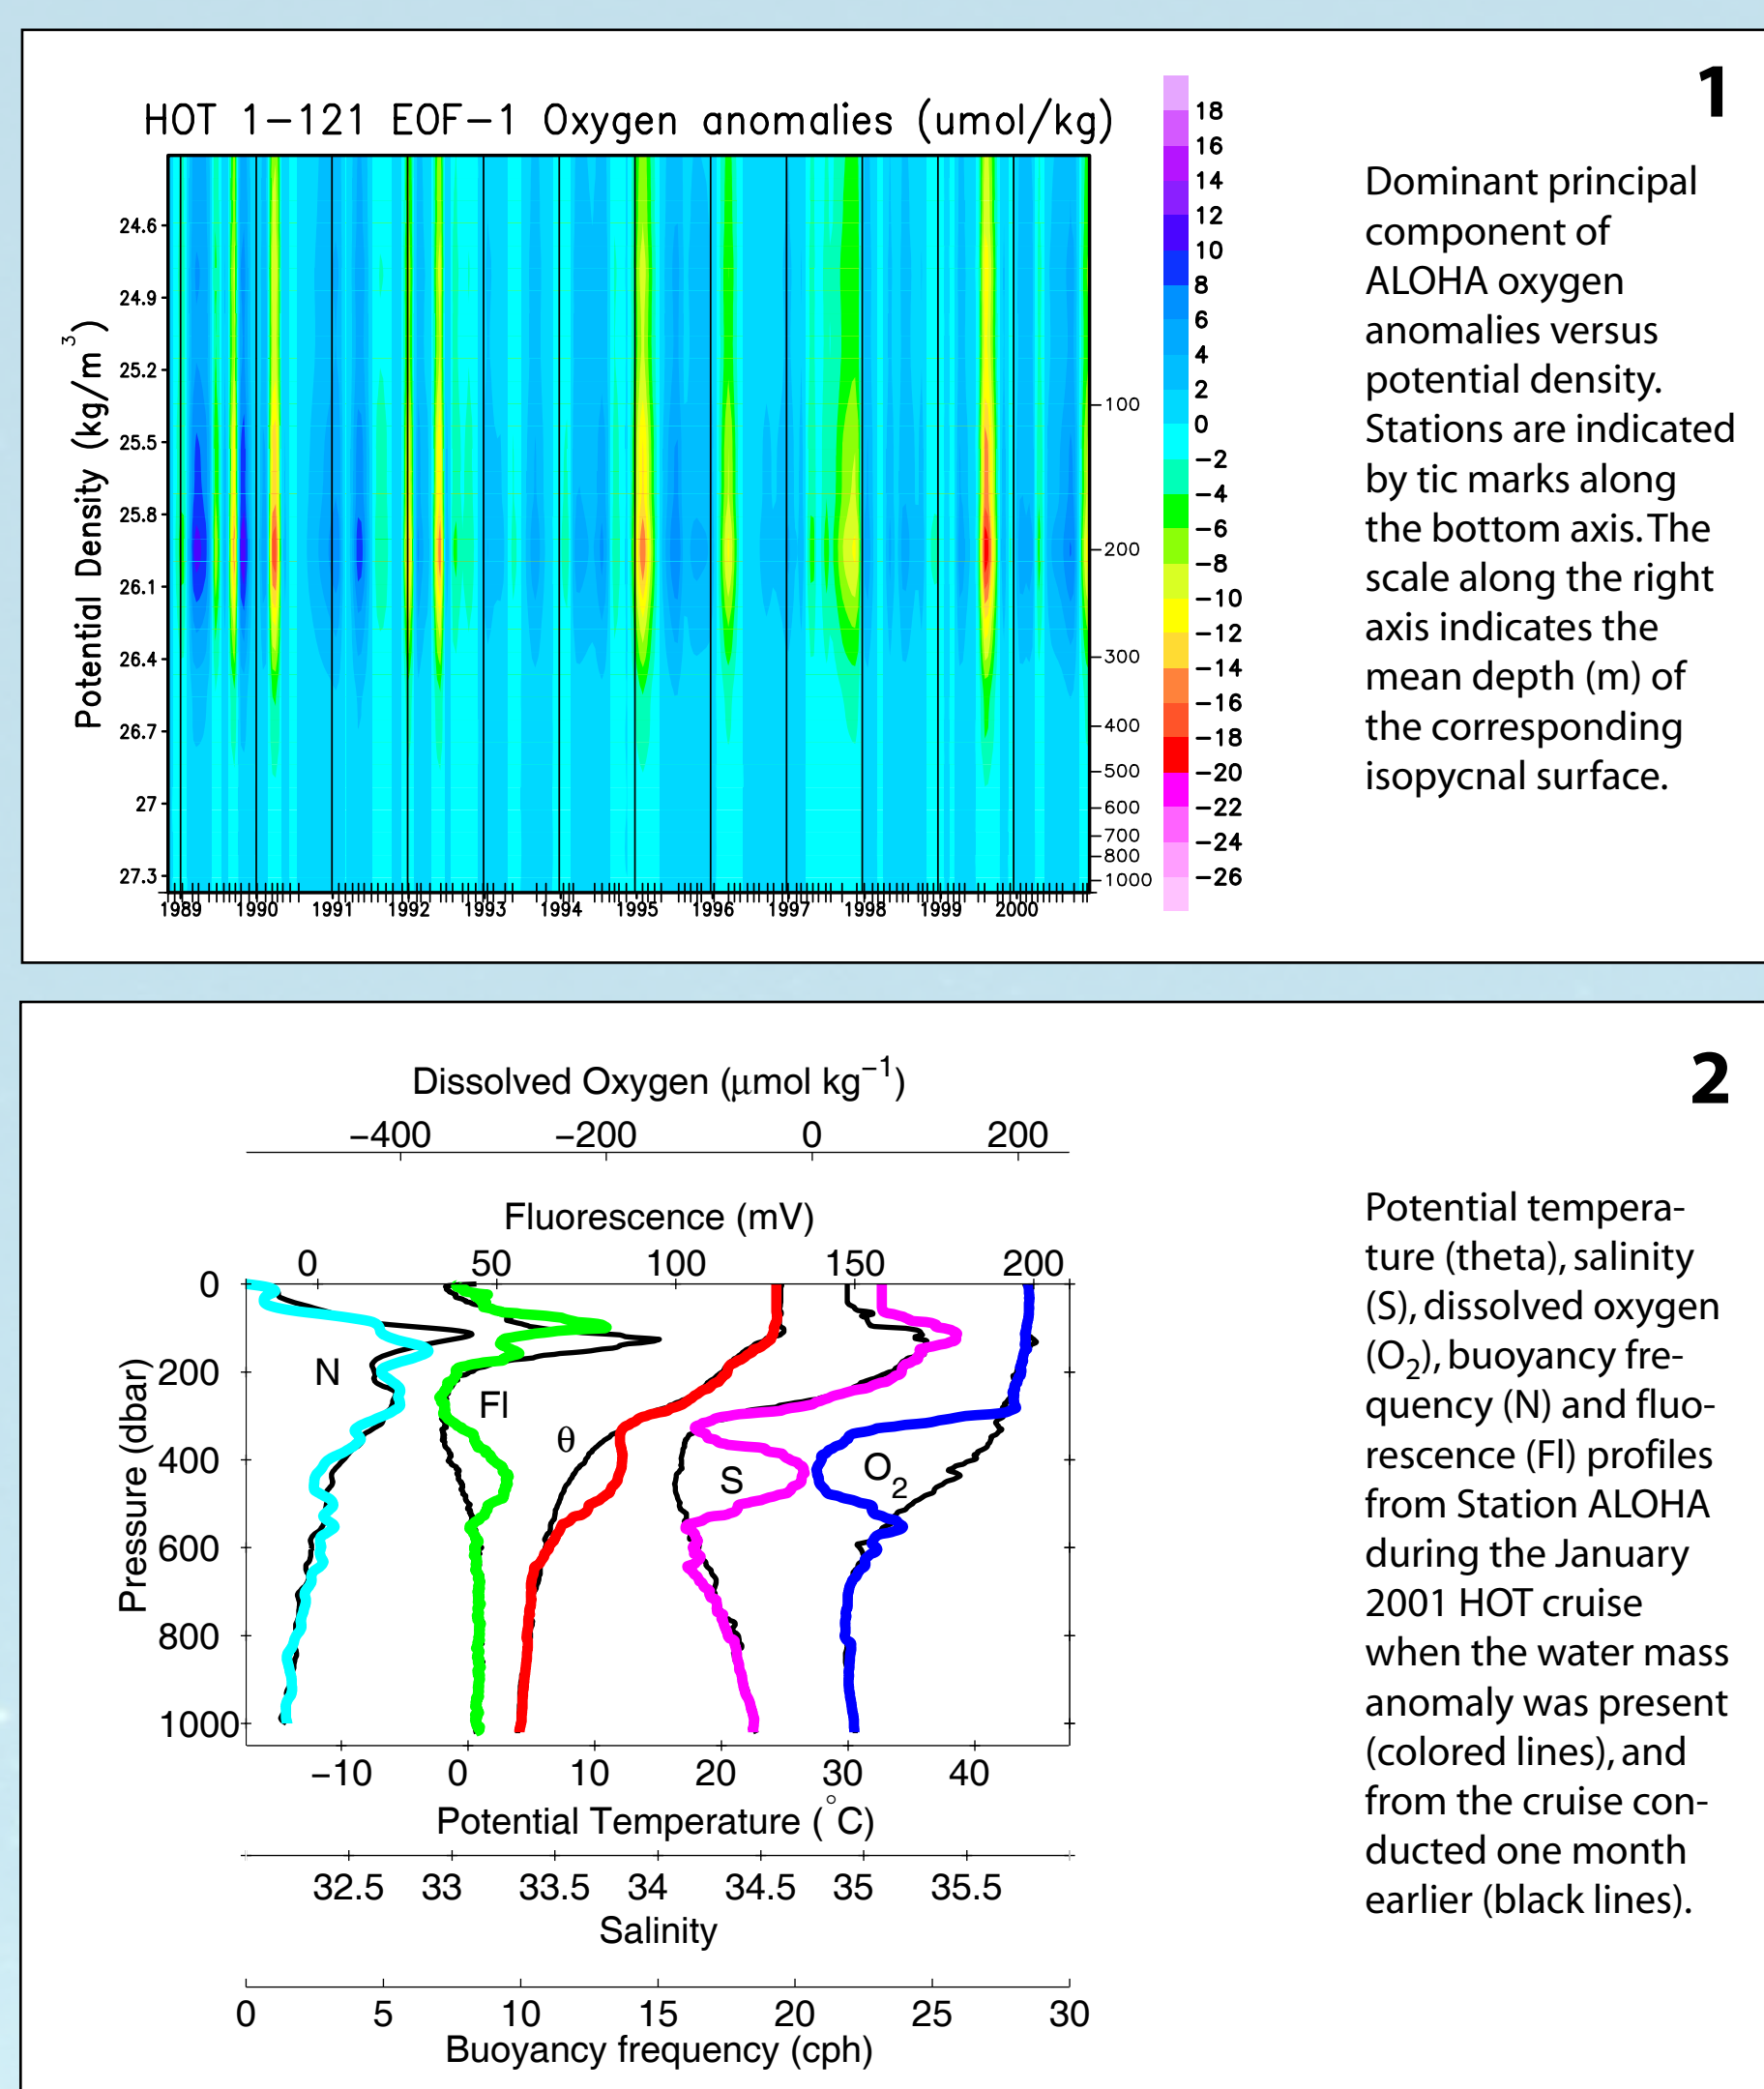 1
HOT 1-121 EOF-1 Oxygen anomalies (umol/kg)
Potential Density (kg/m³)
24.6
24.9
25.2
25.5
25.8
26.1
26.4
26.7
27
27.3
1989 1990 1991 1992 1993 1994 1995 1996 1997 1998 1999 2000
100
200
300
400
500
600
700
800
1000
18
16
14
12
10
8
6
4
2
0
-2
-4
-6
-8
-10
-12
-14
-16
-18
-20
-22
-24
-26
Dominant principal
component of
ALOHA oxygen
anomalies versus
potential density.
Stations are indicated
by tic marks along
the bottom axis. The
scale along the right
axis indicates the
mean depth (m) of
the corresponding
isopycnal surface.
2
Dissolved Oxygen (μmol kg⁻¹)
−400 −200 0 200
Fluorescence (mV)
0 50 100 150 200
Pressure (dbar)
0
200
400
600
800
1000
N
Fl
θ
S
O₂
−10 0 10 20 30 40
Potential Temperature (°C)
32.5 33 33.5 34 34.5 35 35.5
Salinity
0 5 10 15 20 25 30
Buoyancy frequency (cph)
Potential tempera-
ture (theta), salinity
(S), dissolved oxygen
(O₂), buoyancy fre-
quency (N) and fluo-
rescence (Fl) profiles
from Station ALOHA
during the January
2001 HOT cruise
when the water mass
anomaly was present
(colored lines), and
from the cruise con-
ducted one month
earlier (black lines).